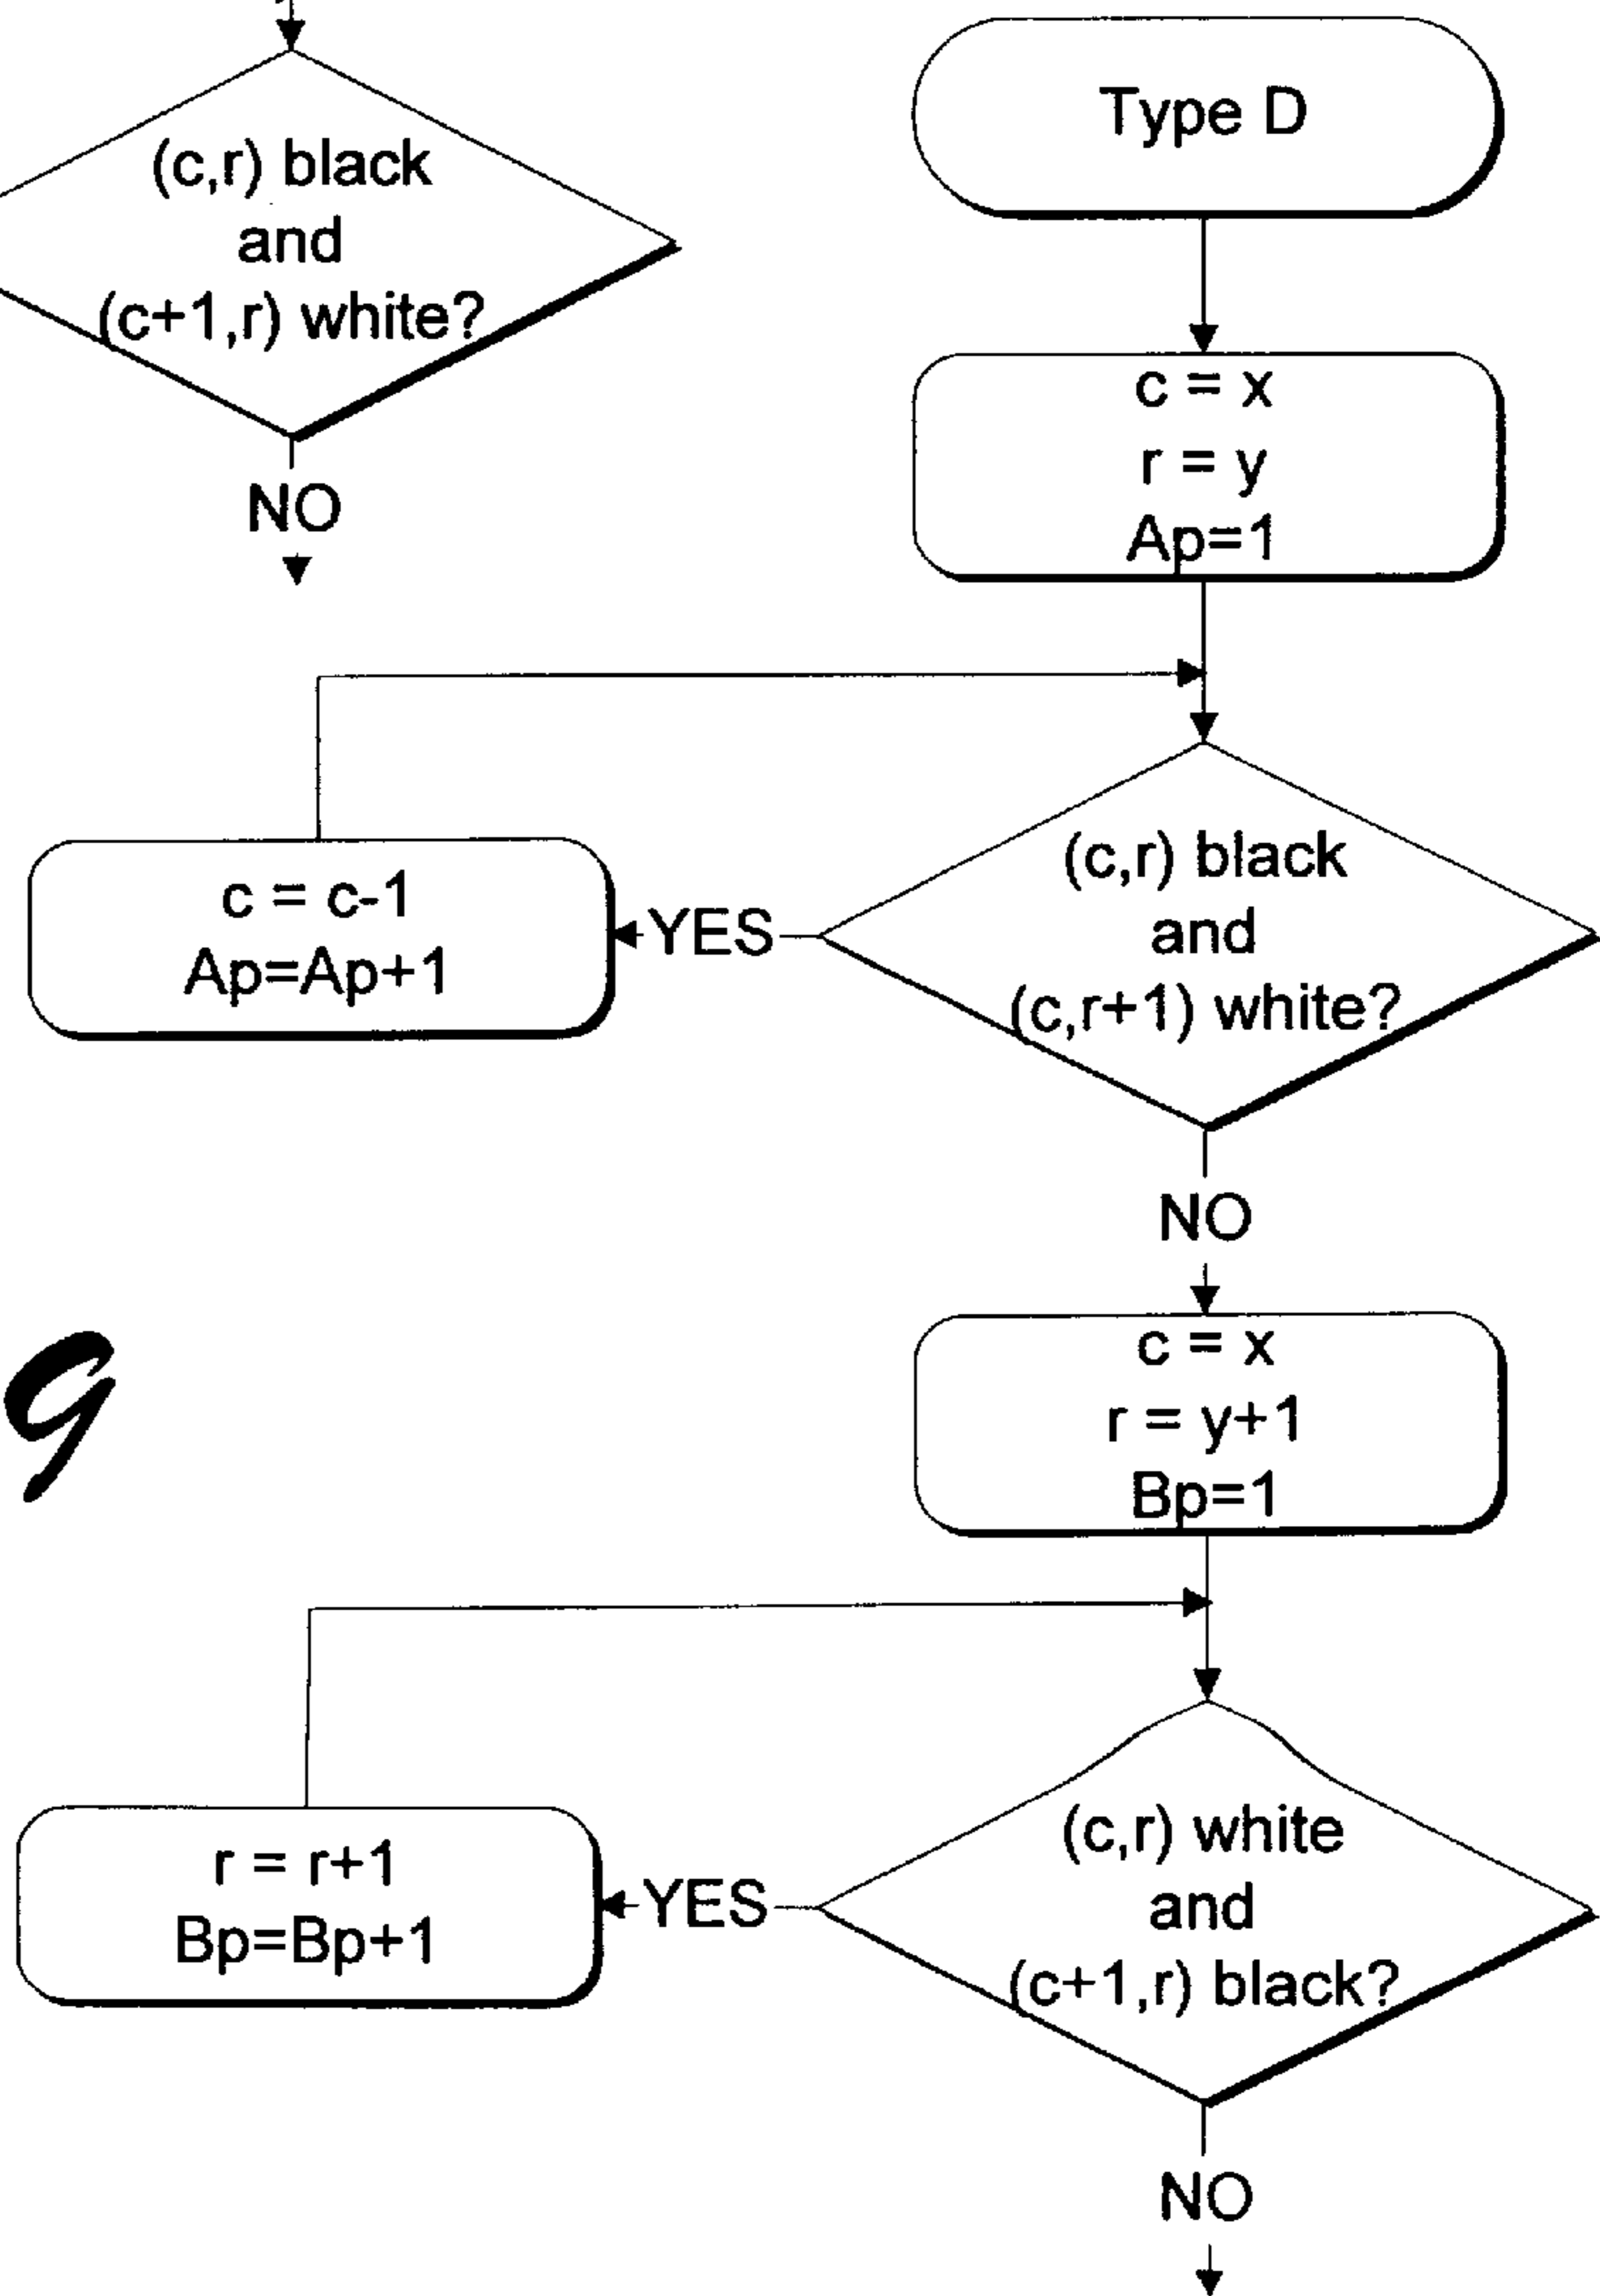 (c,r) black
and
(c+1,r) white?
NO
Type D
c = x
r = y
Ap=1
(c,r) black
and
(c,r+1) white?
YES
c = c-1
Ap=Ap+1
NO
c = x
r = y+1
Bp=1
9
(c,r) white
and
(c+1,r) black?
YES
r = r+1
Bp=Bp+1
NO